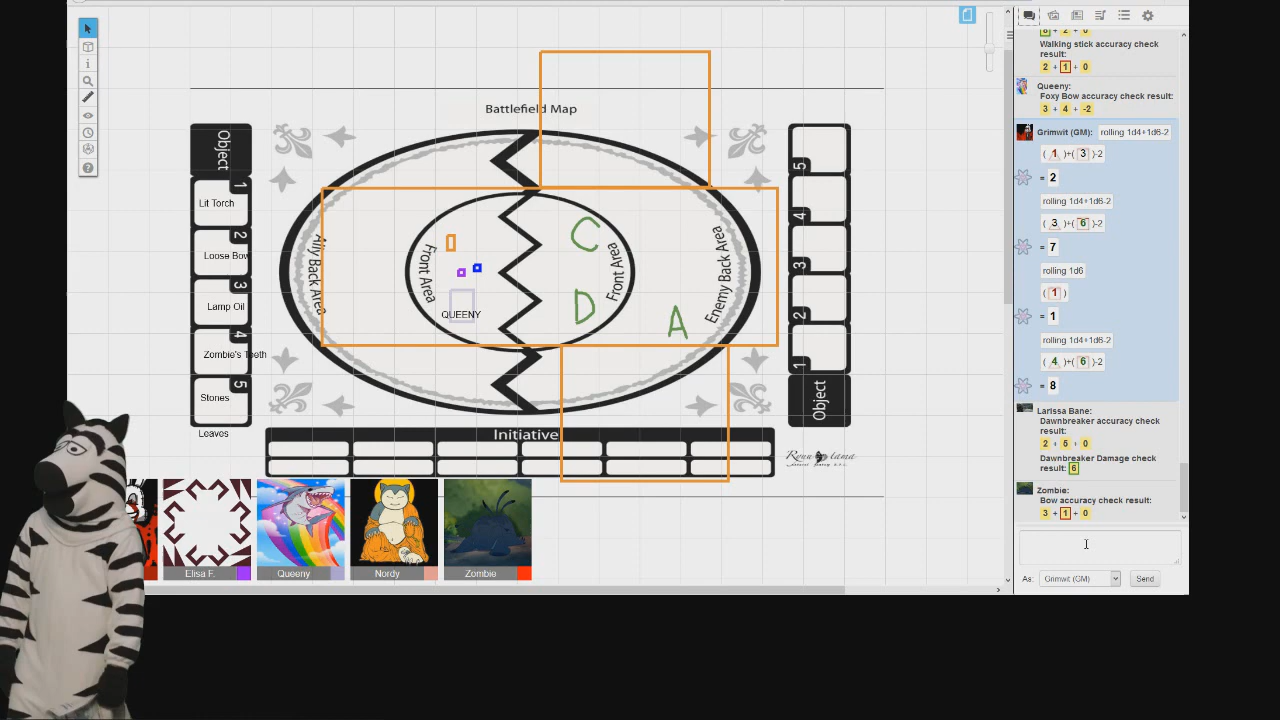 Battlefield Map
Object
1
Lit Torch
2
Loose Bow
3
Lamp Oil
4
Zombie's Teeth
5
Stones
Leaves
Ally Back Area
Front Area
QUEENY
C
D
A
Front Area
Enemy Back Area
5
4
3
2
1
Object
Initiative
Elisa F.
Queeny
Nordy
Zombie
8 + 2 + 0
Walking stick accuracy check
result:
2 + 1 + 0
Queeny:
Foxy Bow accuracy check result:
3 + 4 + -2
Grimwit (GM): rolling 1d4+1d6-2
( 1 )+( 3 )-2
= 2
rolling 1d4+1d6-2
( 3 )+( 6 )-2
= 7
rolling 1d6
( 1 )
= 1
rolling 1d4+1d6-2
( 4 )+( 6 )-2
= 8
Larissa Bane:
Dawnbreaker accuracy check
result:
2 + 5 + 0
Dawnbreaker Damage check
result: 6
Zombie:
Bow accuracy check result:
3 + 1 + 0
As: Grimwit (GM) Send